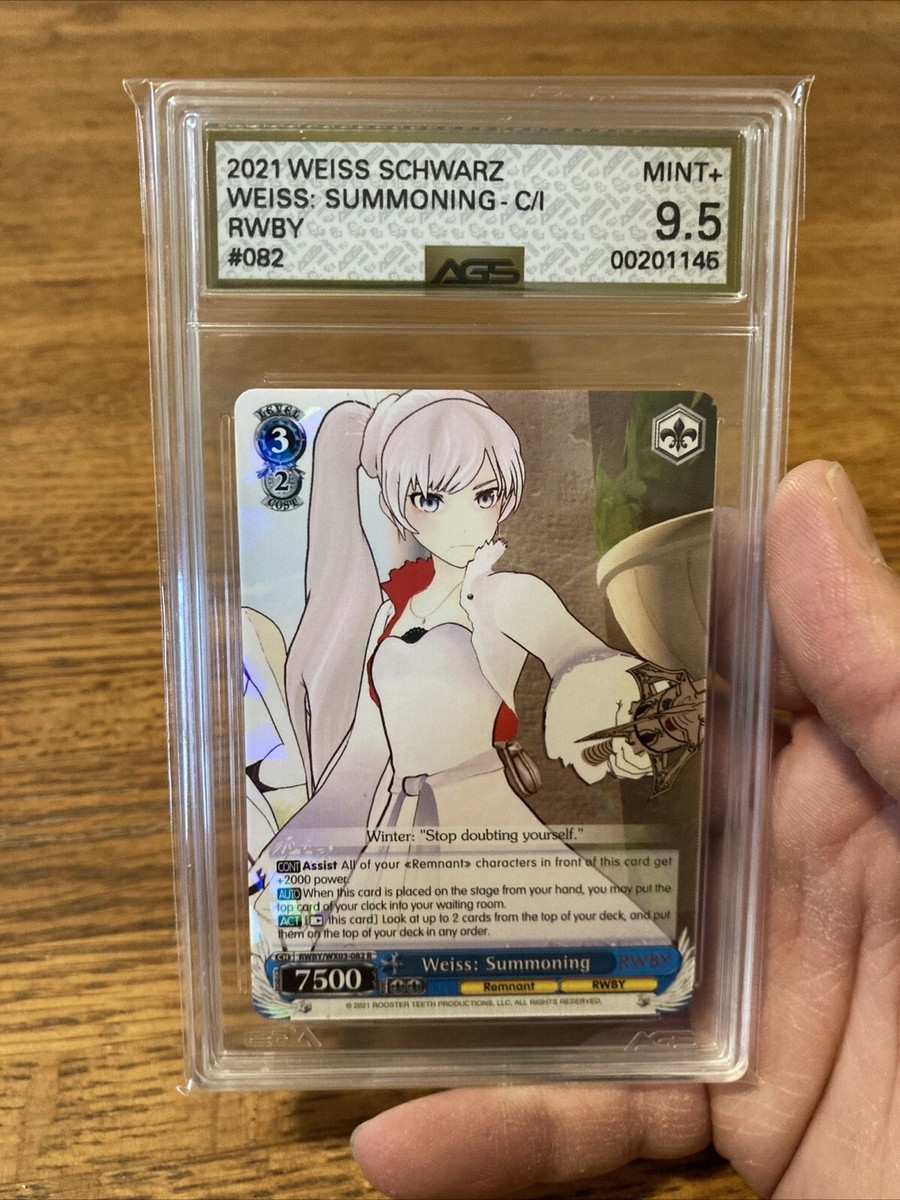 2021 WEISS SCHWARZ
WEISS: SUMMONING - C/I
RWBY
#082
MINT+
9.5
00201145
AGS
LEVEL
3
2
COST
Winter: "Stop doubting yourself."
CONT Assist All of your «Remnant» characters in front of this card get
+2000 power.
AUTO When this card is placed on the stage from your hand, you may put the
top card of your clock into your waiting room.
ACT [ this card] Look at up to 2 cards from the top of your deck, and put
them on the top of your deck in any order.
CH RWBY/WX03-082 R
7500
Weiss: Summoning
RWBY
Remnant
RWBY
© 2021 ROOSTER TEETH PRODUCTIONS, LLC, ALL RIGHTS RESERVED.
AGS